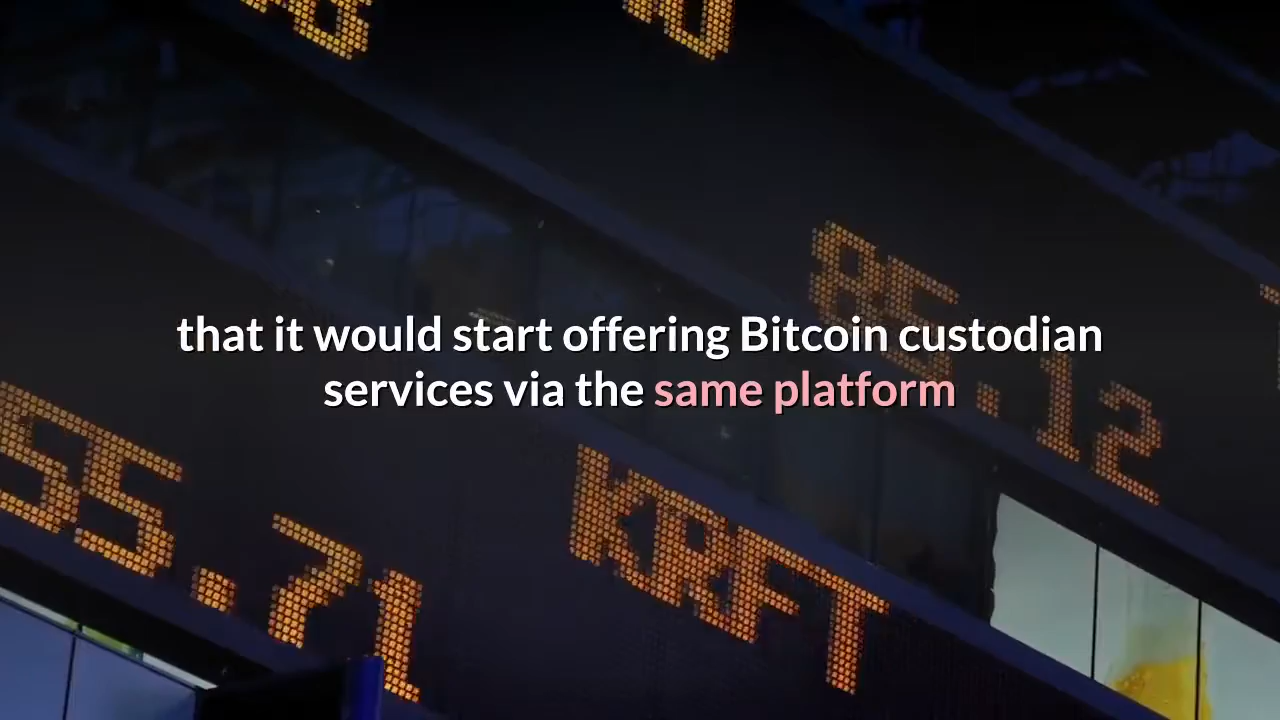 that it would start offering Bitcoin custodian
services via the same platform
85.12
55.71
KRFT